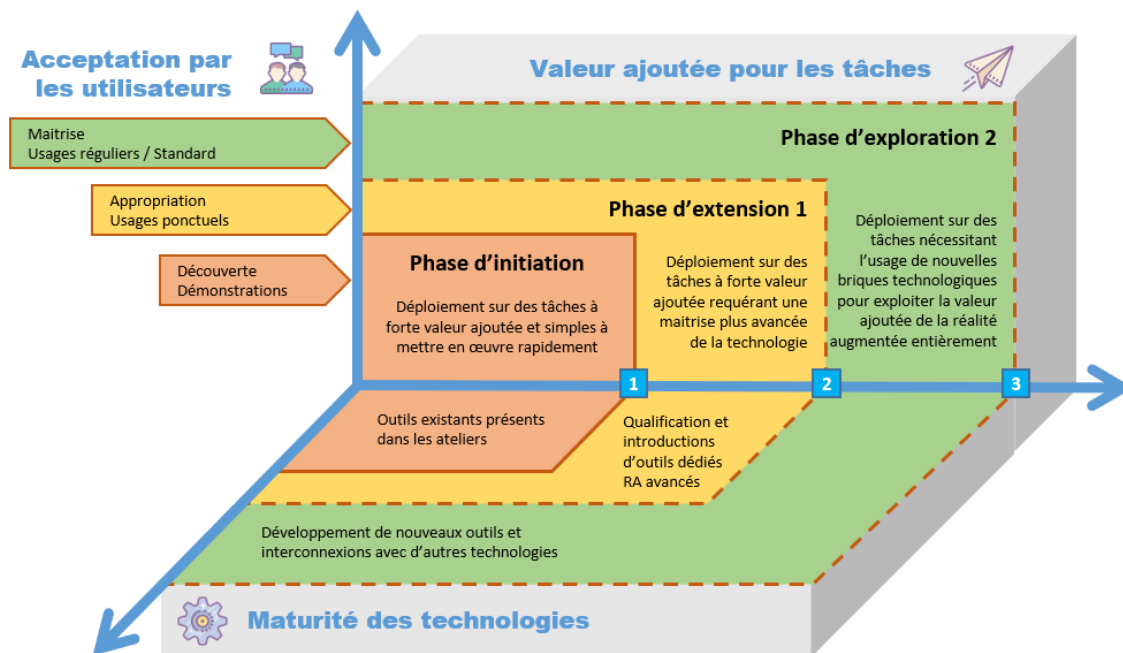 Acceptation par
les utilisateurs
Valeur ajoutée pour les tâches
Maitrise
Usages réguliers / Standard
Appropriation
Usages ponctuels
Découverte
Démonstrations
Phase d'exploration 2
Déploiement sur des
tâches nécessitant
l'usage de nouvelles
briques technologiques
pour exploiter la valeur
ajoutée de la réalité
augmentée entièrement
Phase d'extension 1
Déploiement sur des
tâches à forte valeur
ajoutée requérant une
maitrise plus avancée
de la technologie
Phase d'initiation
Déploiement sur des tâches à
forte valeur ajoutée et simples à
mettre en œuvre rapidement
1
2
3
Outils existants présents
dans les ateliers
Qualification et
introductions
d'outils dédiés
RA avancés
Développement de nouveaux outils et
interconnexions avec d'autres technologies
Maturité des technologies